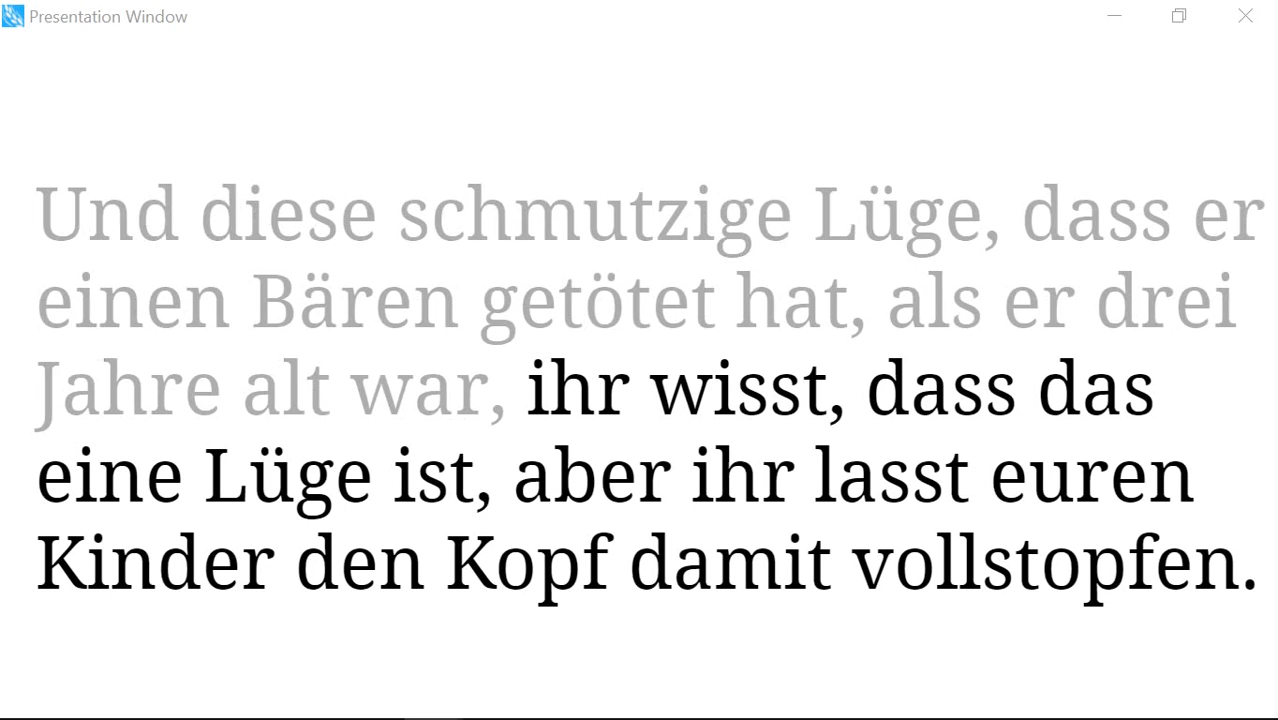 Presentation Window
Und diese schmutzige Lüge, dass er
einen Bären getötet hat, als er drei
Jahre alt war, ihr wisst, dass das
eine Lüge ist, aber ihr lasst euren
Kinder den Kopf damit vollstopfen.